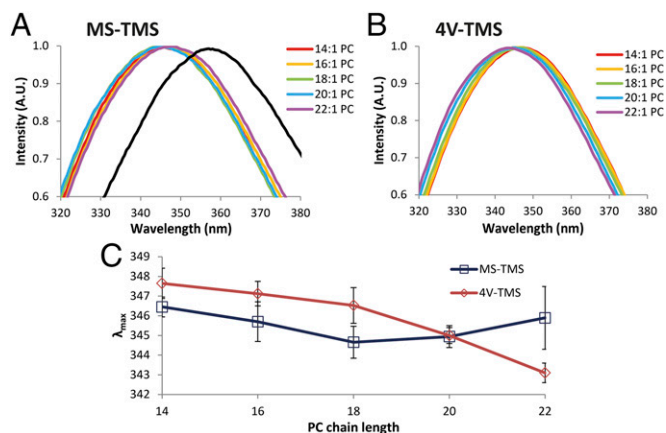 A
MS-TMS
Intensity (A.U.)
1.0
0.9
0.8
0.7
0.6
320 330 340 350 360 370 380
Wavelength (nm)
14:1 PC
16:1 PC
18:1 PC
20:1 PC
22:1 PC
B
4V-TMS
Intensity (A.U.)
1.0
0.9
0.8
0.7
0.6
320 330 340 350 360 370 380
Wavelength (nm)
14:1 PC
16:1 PC
18:1 PC
20:1 PC
22:1 PC
C
λmax
349
348
347
346
345
344
343
342
14 16 18 20 22
PC chain length
MS-TMS
4V-TMS